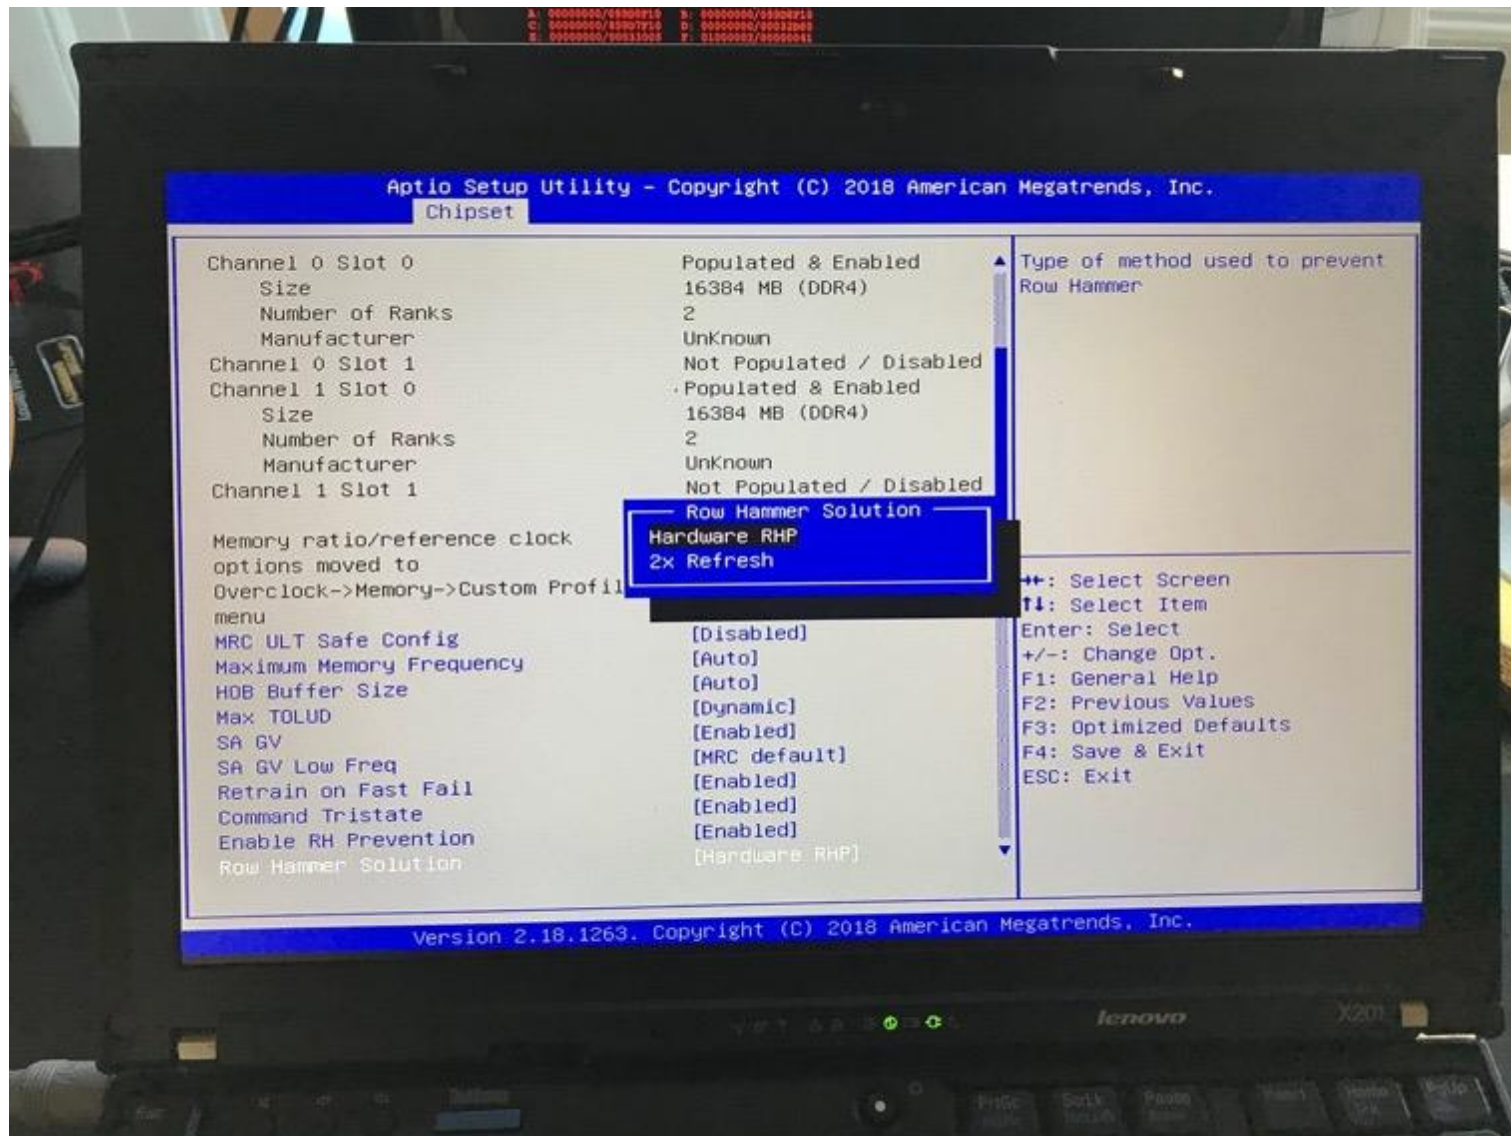 Aptio Setup Utility – Copyright (C) 2018 American Megatrends, Inc.
Chipset
Channel 0 Slot 0 Populated & Enabled
Size 16384 MB (DDR4)
Number of Ranks 2
Manufacturer UnKnown
Channel 0 Slot 1 Not Populated / Disabled
Channel 1 Slot 0 Populated & Enabled
Size 16384 MB (DDR4)
Number of Ranks 2
Manufacturer UnKnown
Channel 1 Slot 1 Not Populated / Disabled
Memory ratio/reference clock
options moved to
Overclock->Memory->Custom Profil
menu
MRC ULT Safe Config [Disabled]
Maximum Memory Frequency [Auto]
HOB Buffer Size [Auto]
Max TOLUD [Dynamic]
SA GV [Enabled]
SA GV Low Freq [MRC default]
Retrain on Fast Fail [Enabled]
Command Tristate [Enabled]
Enable RH Prevention [Enabled]
Row Hammer Solution [Hardware RHP]
Row Hammer Solution
Hardware RHP
2x Refresh
Type of method used to prevent
Row Hammer
→←: Select Screen
↑↓: Select Item
Enter: Select
+/-: Change Opt.
F1: General Help
F2: Previous Values
F3: Optimized Defaults
F4: Save & Exit
ESC: Exit
Version 2.18.1263. Copyright (C) 2018 American Megatrends, Inc.
lenovo X201
Esc